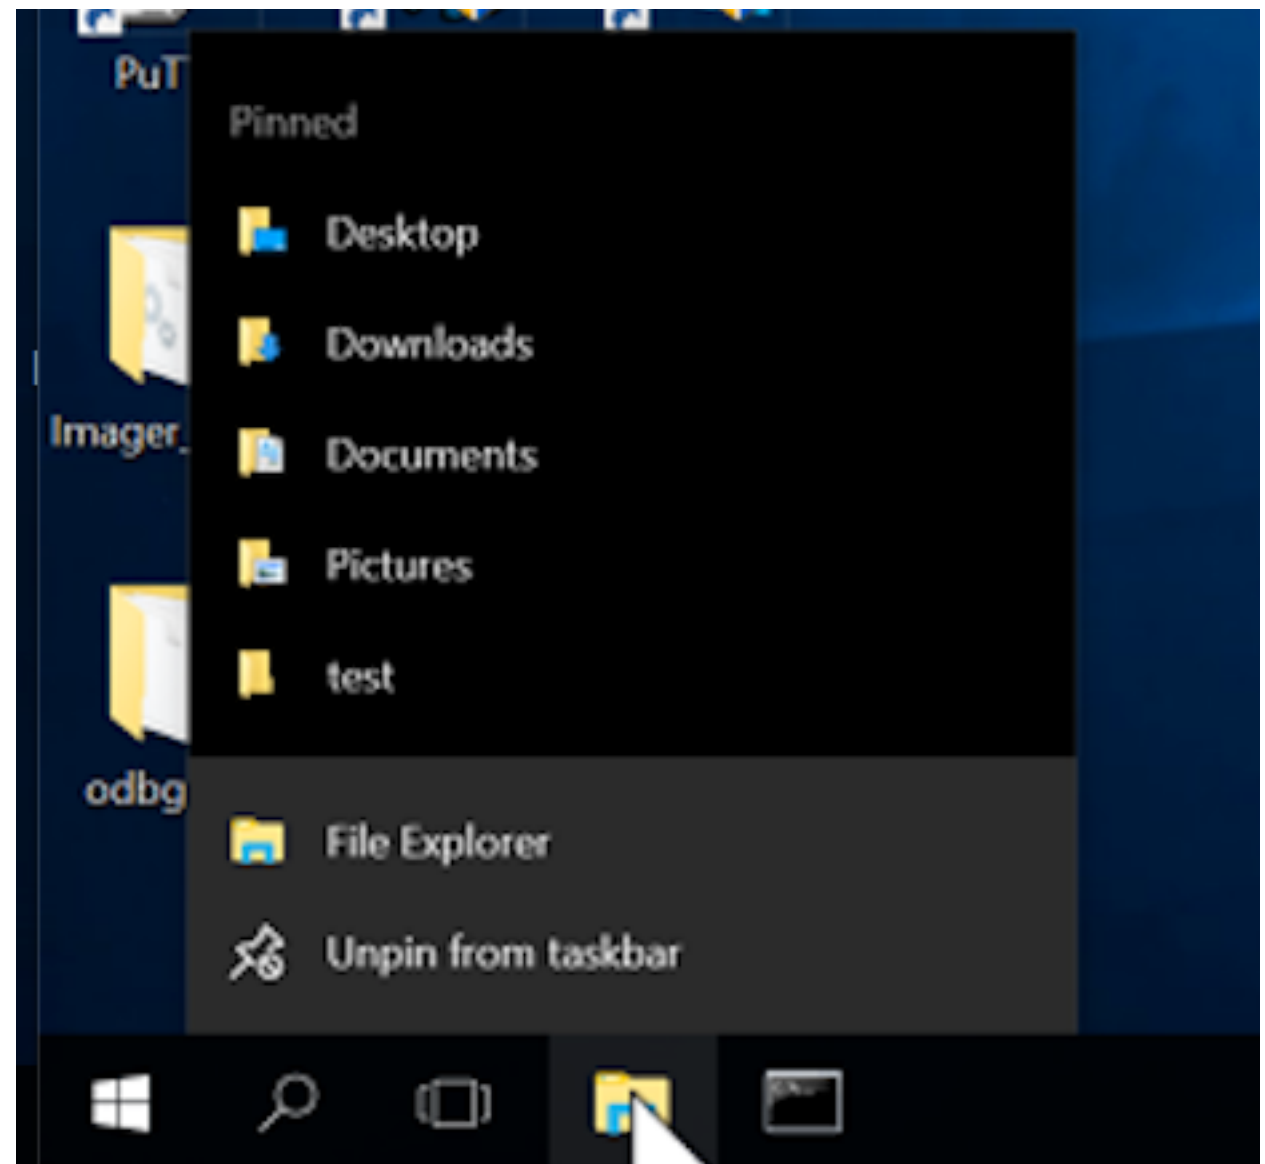 PuT
Pinned
Desktop
Downloads
Imager_
Documents
Pictures
test
odbg
File Explorer
Unpin from taskbar